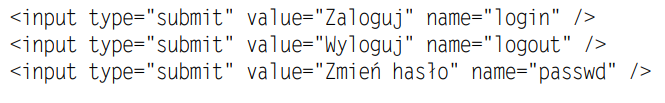 <input type="submit" value="Zaloguj" name="login" />
<input type="submit" value="Wyloguj" name="logout" />
<input type="submit" value="Zmień hasło" name="passwd" />